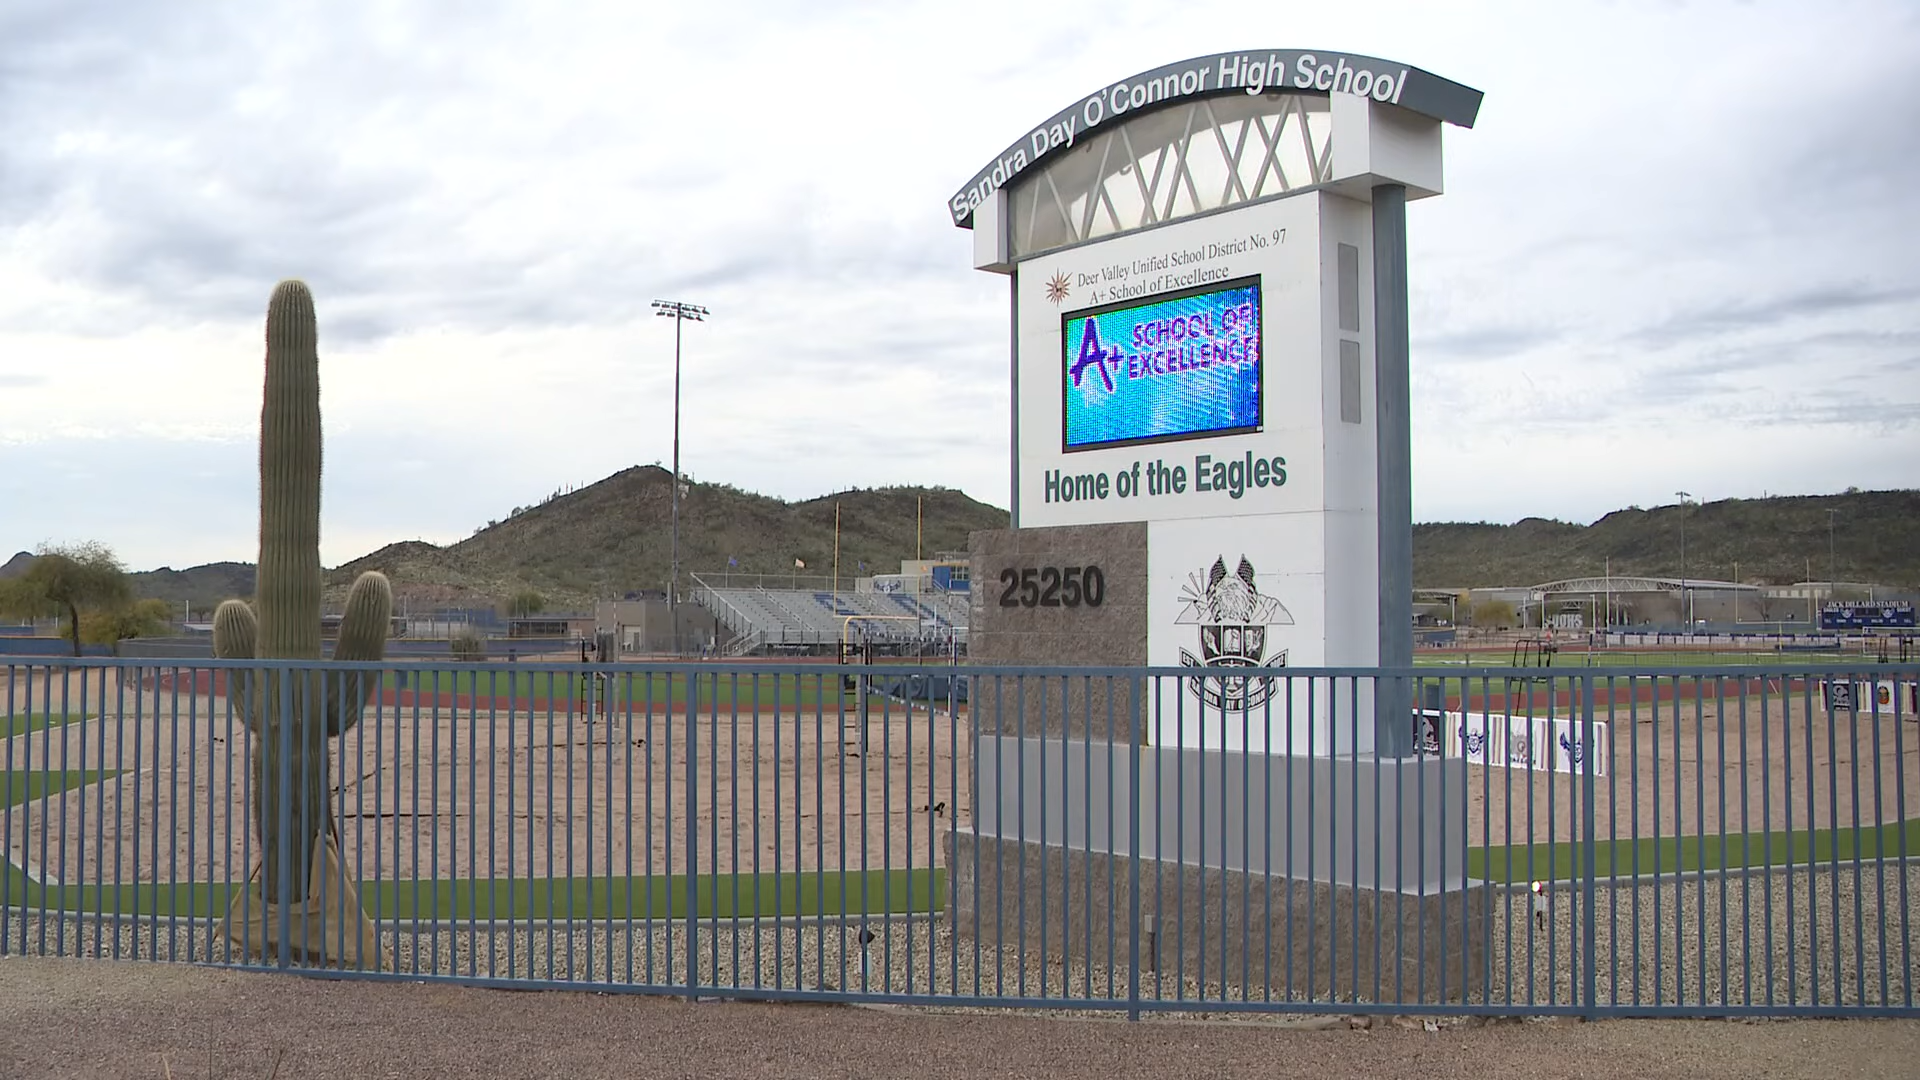 Sandra Day O'Connor High School
Deer Valley Unified School District No. 97
A+ School of Excellence
A+ SCHOOL OF
EXCELLENCE
Home of the Eagles
25250
JACK DILLARD STADIUM